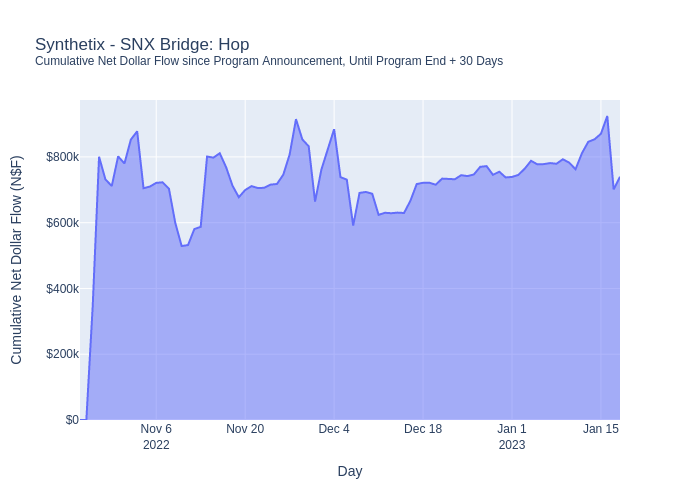 Synthetix - SNX Bridge: Hop
Cumulative Net Dollar Flow since Program Announcement, Until Program End + 30 Days
Cumulative Net Dollar Flow (N$F)
$800k
$600k
$400k
$200k
$0
Nov 6
2022
Nov 20
Dec 4
Dec 18
Jan 1
2023
Jan 15
Day